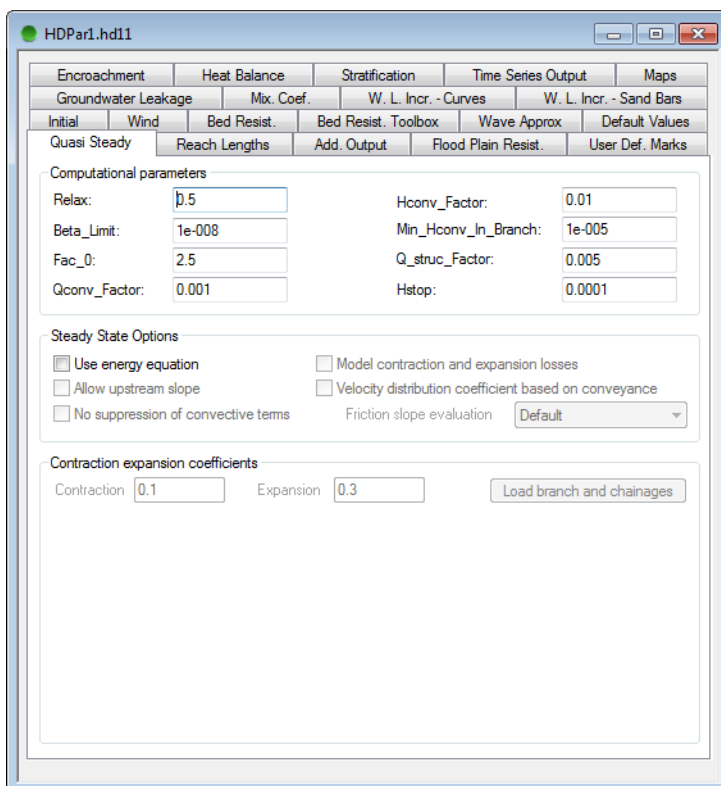 HDPar1.hd11
Encroachment Heat Balance Stratification Time Series Output Maps
Groundwater Leakage Mix. Coef. W. L. Incr. - Curves W. L. Incr. - Sand Bars
Initial Wind Bed Resist. Bed Resist. Toolbox Wave Approx Default Values
Quasi Steady Reach Lengths Add. Output Flood Plain Resist. User Def. Marks
Computational parameters
Relax: 0.5 Hconv_Factor: 0.01
Beta_Limit: 1e-008 Min_Hconv_In_Branch: 1e-005
Fac_0: 2.5 Q_struc_Factor: 0.005
Qconv_Factor: 0.001 Hstop: 0.0001
Steady State Options
Use energy equation Model contraction and expansion losses
Allow upstream slope Velocity distribution coefficient based on conveyance
No suppression of convective terms Friction slope evaluation Default
Contraction expansion coefficients
Contraction 0.1 Expansion 0.3 Load branch and chainages